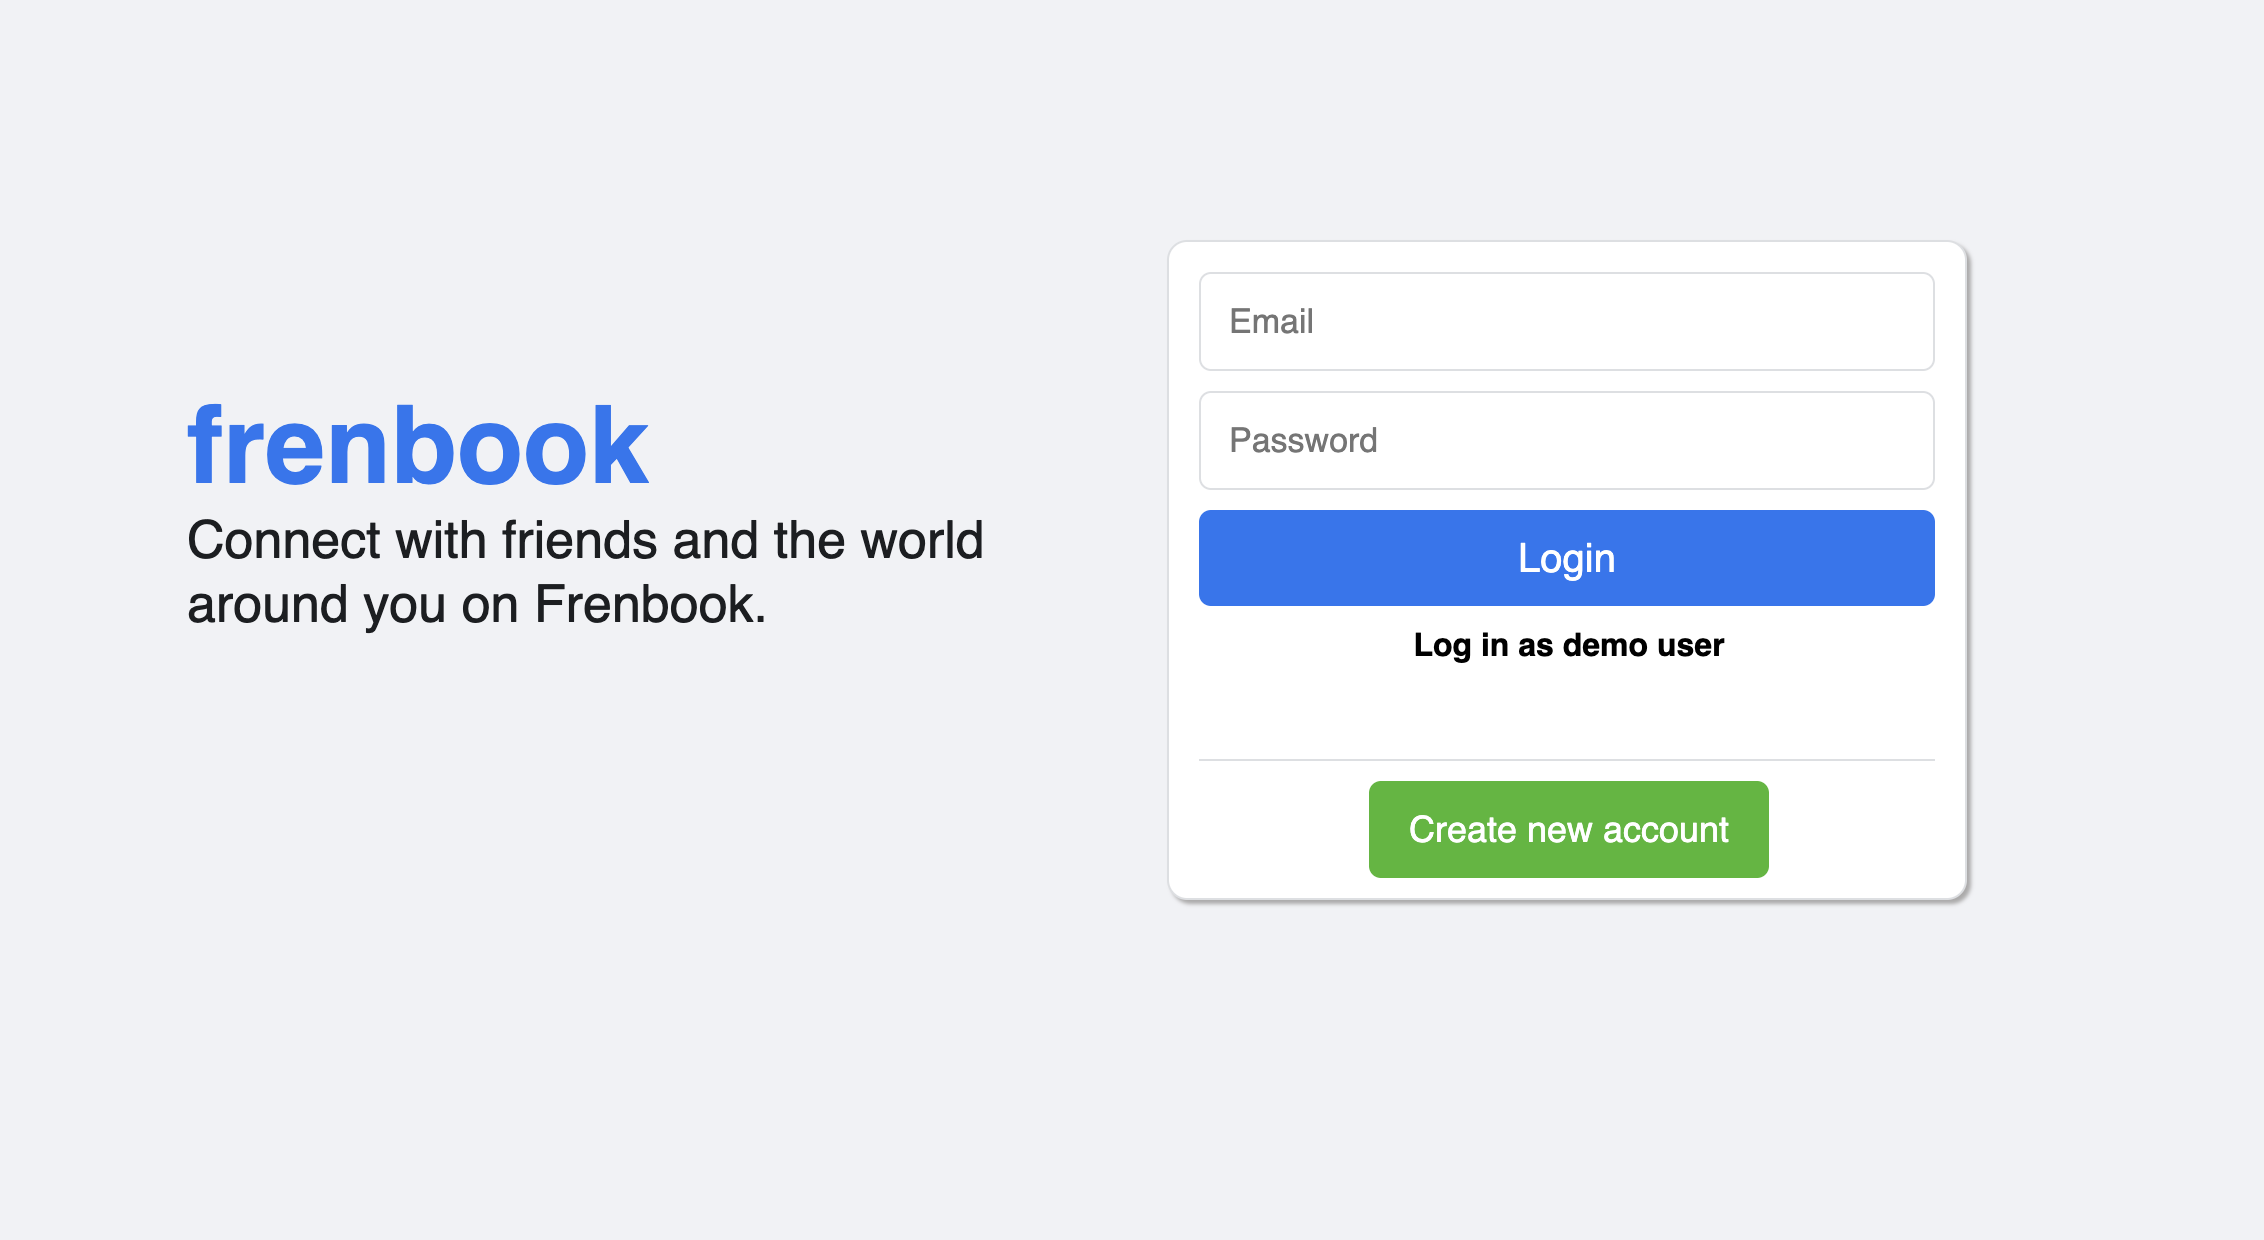 frenbook
Connect with friends and the world
around you on Frenbook.
Email
Password
Login
Log in as demo user
Create new account